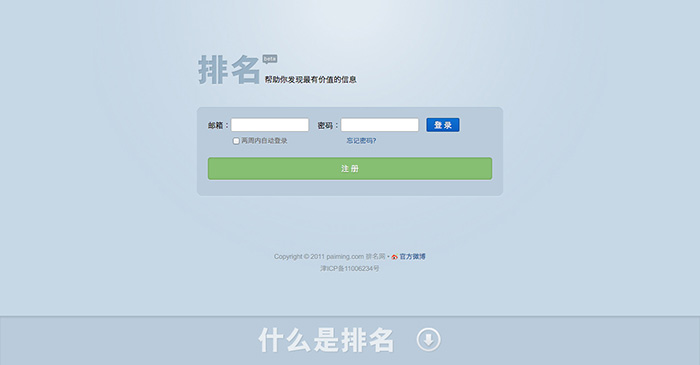 排名 beta
帮助你发现最有价值的信息
邮箱： 密码： 登录
两周内自动登录 忘记密码?
注册
Copyright © 2011 paiming.com 排名网 • 官方微博
津ICP备11006234号
什么是排名